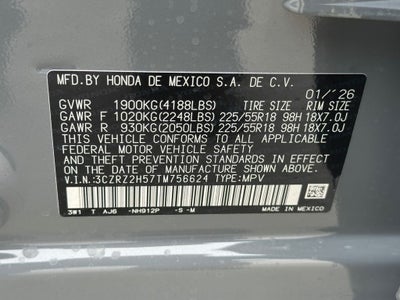 MFD.BY HONDA DE MEXICO S.A. DE C.V.
01/'26
GVWR 1900KG(4188LBS) TIRE SIZE RIM SIZE
GAWR F 1020KG(2248LBS) 225/55R18 98H 18X7.0J
GAWR R 930KG(2050LBS) 225/55R18 98H 18X7.0J
THIS VEHICLE CONFORMS TO ALL APPLICABLE
FEDERAL MOTOR VEHICLE SAFETY
AND THEFT PREVENTION STANDARDS IN EFFECT ON
THE DATE OF MANUFACTURE SHOWN ABOVE.
V.I.N.:3CZRZ2H57TM756624 TYPE:MPV
3W1 T AJ6 -NH912P -S-M MADE IN MEXICO